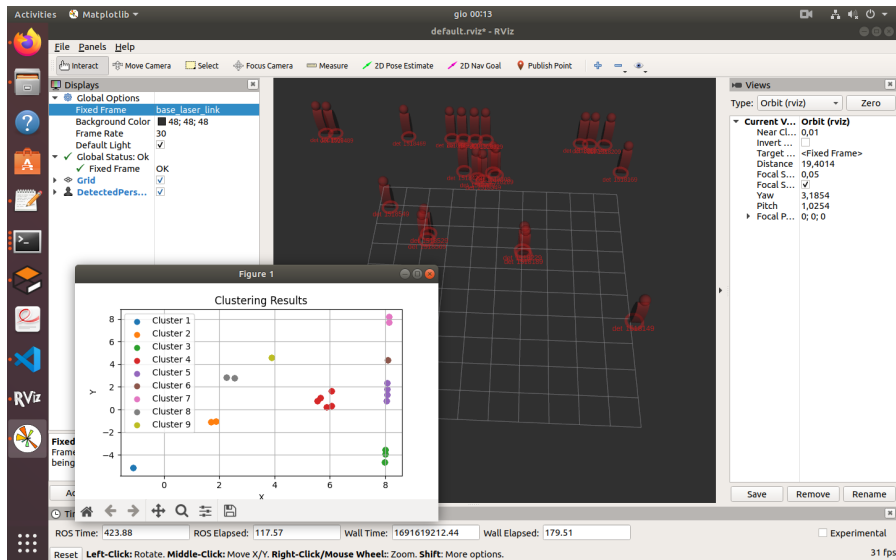 Activities
Matplotlib
gio 00:13
default.rviz* - RViz
File Panels Help
Interact Move Camera Select Focus Camera Measure 2D Pose Estimate 2D Nav Goal Publish Point
Displays
Global Options
Fixed Frame base_laser_link
Background Color 48; 48; 48
Frame Rate 30
Default Light
Global Status: Ok
Fixed Frame OK
Grid
DetectedPers...
Views
Type: Orbit (rviz) Zero
Current V... Orbit (rviz)
Near Cl... 0,01
Invert ...
Target ... <Fixed Frame>
Distance 19,4014
Focal S... 0,05
Focal S...
Yaw 3,1854
Pitch 1,0254
Focal P... 0; 0; 0
Save Remove Rename
Figure 1
Clustering Results
Cluster 1
Cluster 2
Cluster 3
Cluster 4
Cluster 5
Cluster 6
Cluster 7
Cluster 8
Cluster 9
8
6
4
2
0
−2
−4
Y
0 2 4 6 8
X
Fixed
Frame
being
RViz
ROS Time: 423.88 ROS Elapsed: 117.57 Wall Time: 1691619212.44 Wall Elapsed: 179.51 Experimental
Reset Left-Click: Rotate. Middle-Click: Move X/Y. Right-Click/Mouse Wheel:: Zoom. Shift: More options. 31 fps